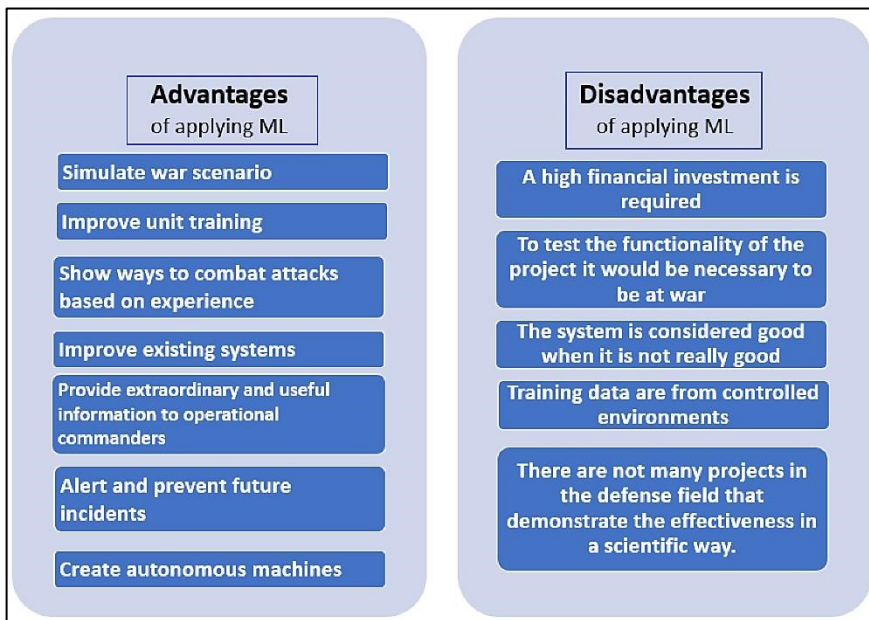 Advantages
of applying ML
Simulate war scenario
Improve unit training
Show ways to combat attacks
based on experience
Improve existing systems
Provide extraordinary and useful
information to operational
commanders
Alert and prevent future
incidents
Create autonomous machines
Disadvantages
of applying ML
A high financial investment is
required
To test the functionality of the
project it would be necessary to
be at war
The system is considered good
when it is not really good
Training data are from controlled
environments
There are not many projects in
the defense field that
demonstrate the effectiveness in
a scientific way.